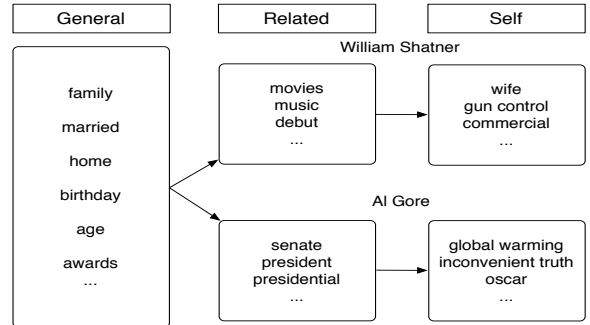 General
Related
Self
family
married
home
birthday
age
awards
...
William Shatner
movies
music
debut
...
wife
gun control
commercial
...
Al Gore
senate
president
presidential
...
global warming
inconvenient truth
oscar
...